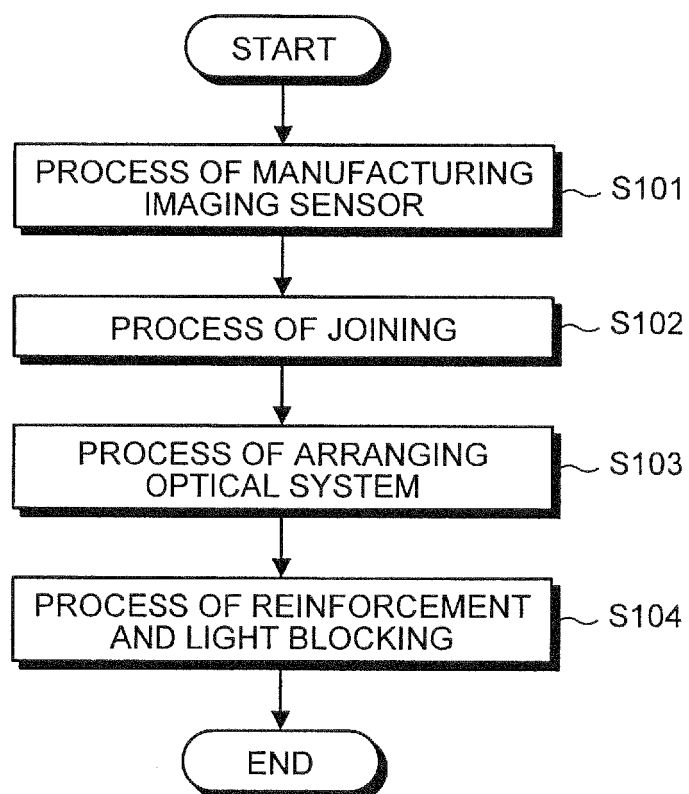 START
PROCESS OF MANUFACTURING
IMAGING SENSOR
S101
PROCESS OF JOINING
S102
PROCESS OF ARRANGING
OPTICAL SYSTEM
S103
PROCESS OF REINFORCEMENT
AND LIGHT BLOCKING
S104
END